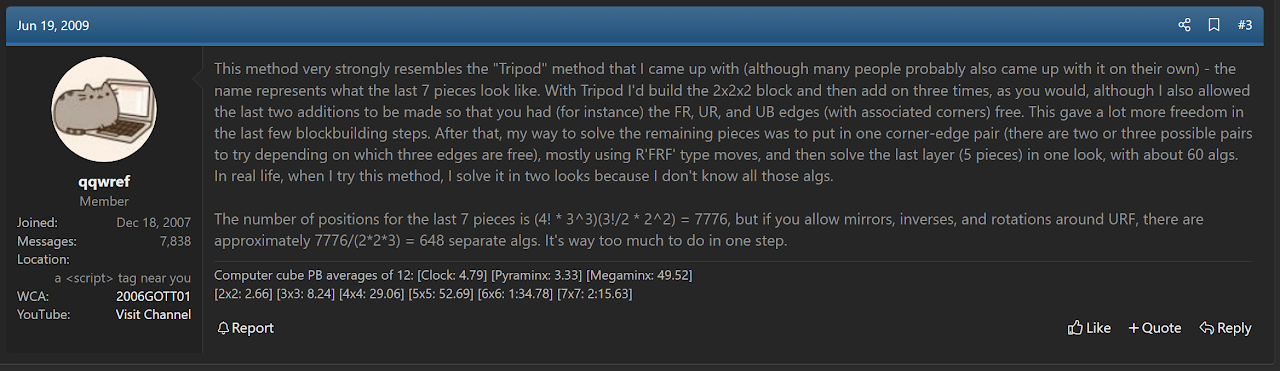 Jun 19, 2009
#3
qqwref
Member
Joined: Dec 18, 2007
Messages: 7,838
Location:
a <script> tag near you
WCA: 2006GOTT01
YouTube: Visit Channel
This method very strongly resembles the "Tripod" method that I came up with (although many people probably also came up with it on their own) - the
name represents what the last 7 pieces look like. With Tripod I'd build the 2x2x2 block and then add on three times, as you would, although I also allowed
the last two additions to be made so that you had (for instance) the FR, UR, and UB edges (with associated corners) free. This gave a lot more freedom in
the last few blockbuilding steps. After that, my way to solve the remaining pieces was to put in one corner-edge pair (there are two or three possible pairs
to try depending on which three edges are free), mostly using R'FRF' type moves, and then solve the last layer (5 pieces) in one look, with about 60 algs.
In real life, when I try this method, I solve it in two looks because I don't know all those algs.
The number of positions for the last 7 pieces is (4! * 3^3)(3!/2 * 2^2) = 7776, but if you allow mirrors, inverses, and rotations around URF, there are
approximately 7776/(2*2*3) = 648 separate algs. It's way too much to do in one step.
Computer cube PB averages of 12: [Clock: 4.79] [Pyraminx: 3.33] [Megaminx: 49.52]
[2x2: 2.66] [3x3: 8.24] [4x4: 29.06] [5x5: 52.69] [6x6: 1:34.78] [7x7: 2:15.63]
Report
Like
Quote
Reply